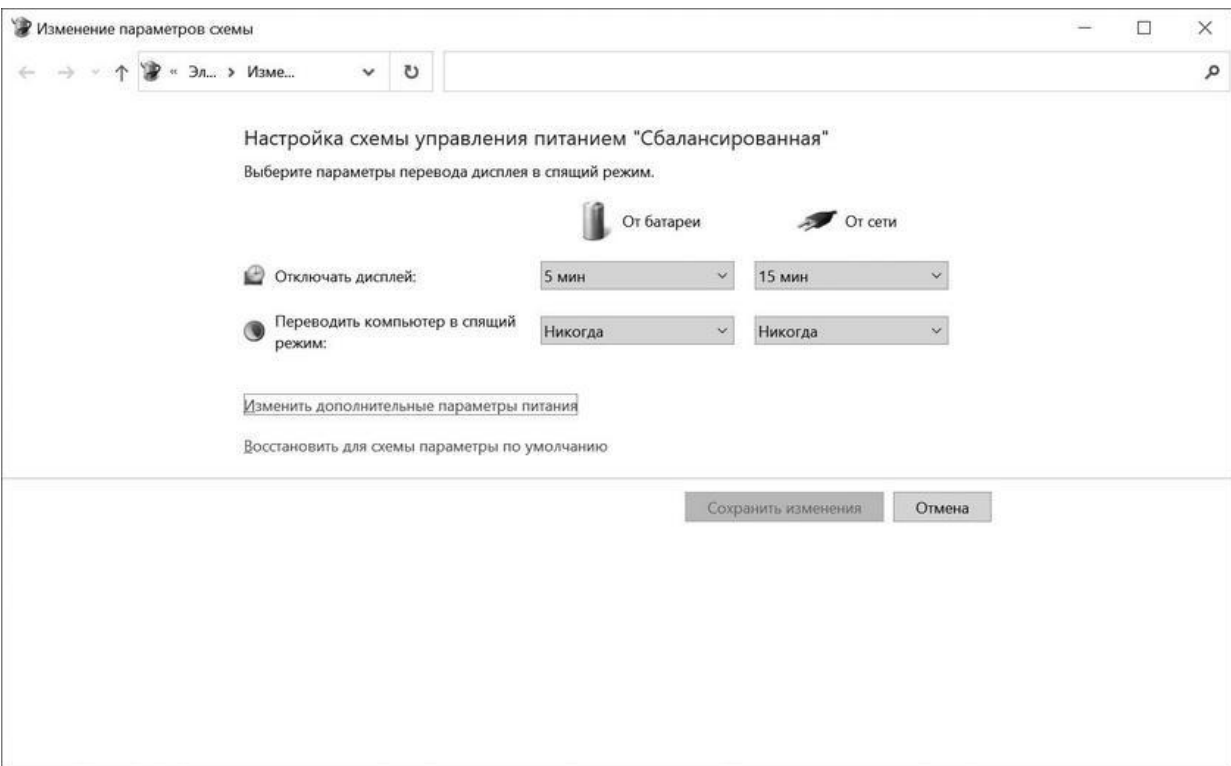 Изменение параметров схемы
« Эл... > Изме...
Настройка схемы управления питанием "Сбалансированная"
Выберите параметры перевода дисплея в спящий режим.
От батареи От сети
Отключать дисплей: 5 мин 15 мин
Переводить компьютер в спящий режим: Никогда Никогда
Изменить дополнительные параметры питания
Восстановить для схемы параметры по умолчанию
Сохранить изменения Отмена